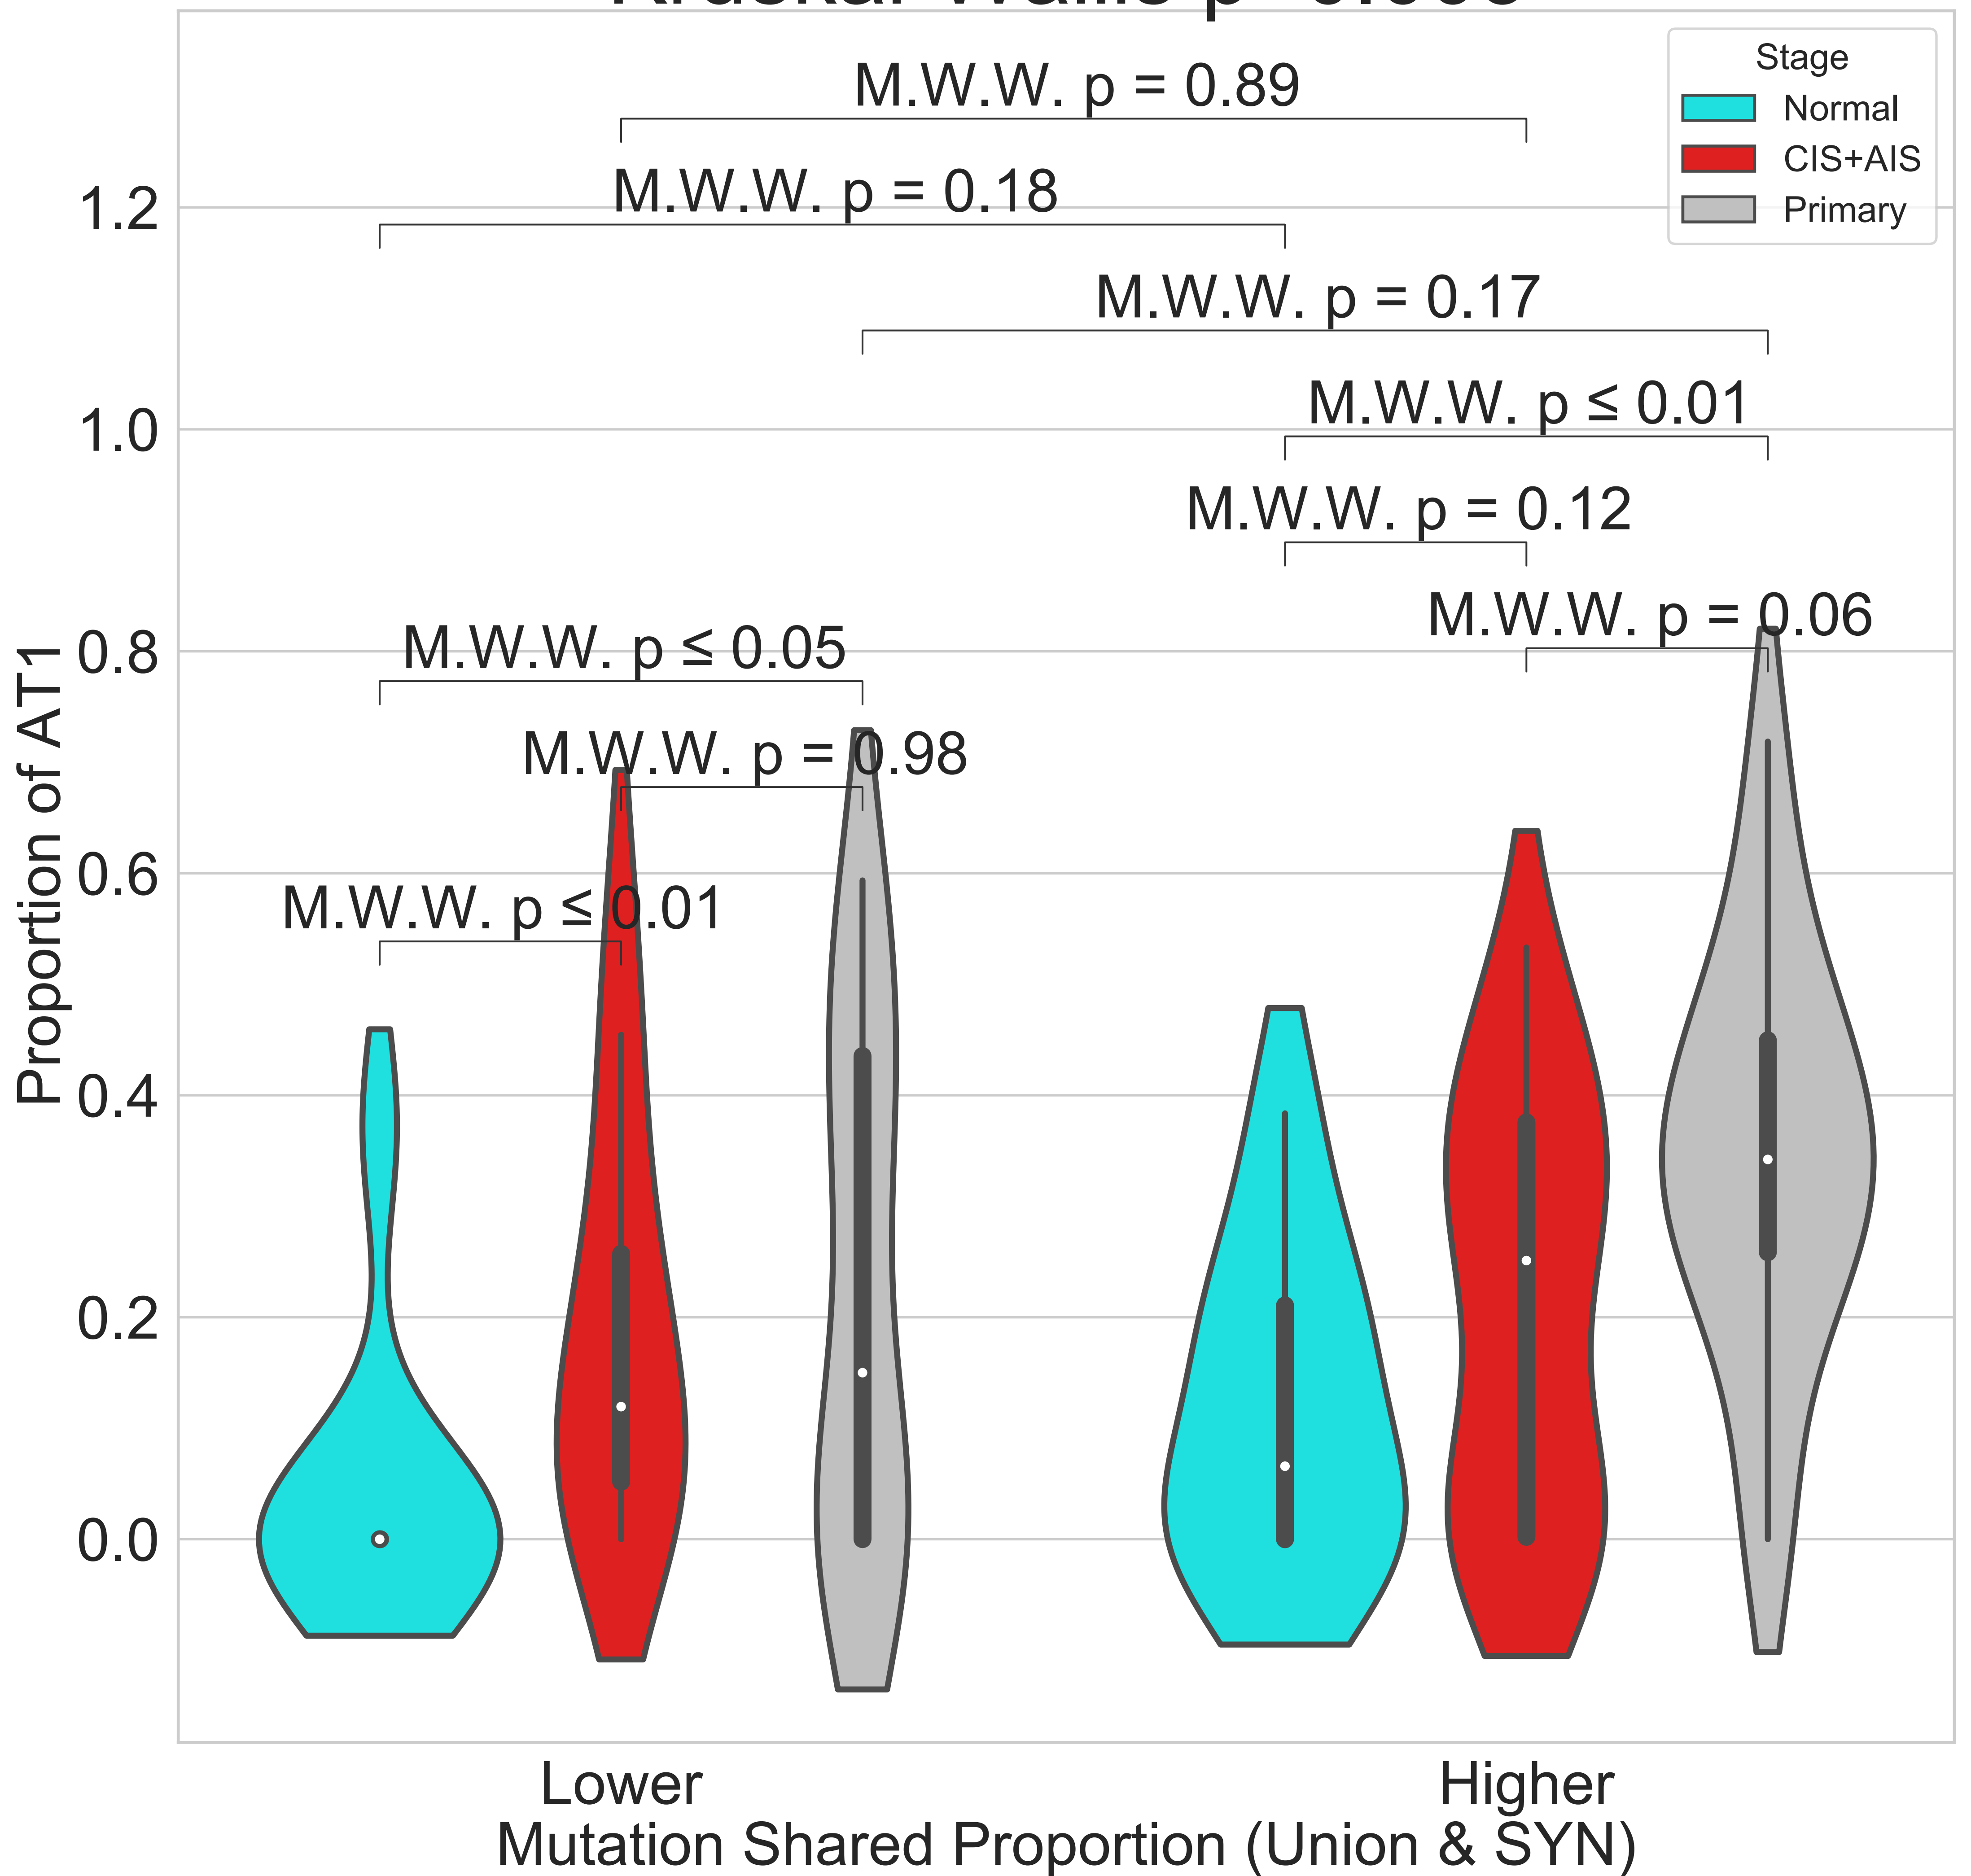 Stage
Normal
CIS+AIS
Primary
M.W.W. p = 0.89
M.W.W. p = 0.18
M.W.W. p = 0.17
M.W.W. p ≤ 0.01
M.W.W. p = 0.12
M.W.W. p = 0.06
M.W.W. p ≤ 0.05
M.W.W. p = 0.98
M.W.W. p ≤ 0.01
Proportion of AT1
1.2
1.0
0.8
0.6
0.4
0.2
0.0
Lower
Higher
Mutation Shared Proportion (Union & SYN)